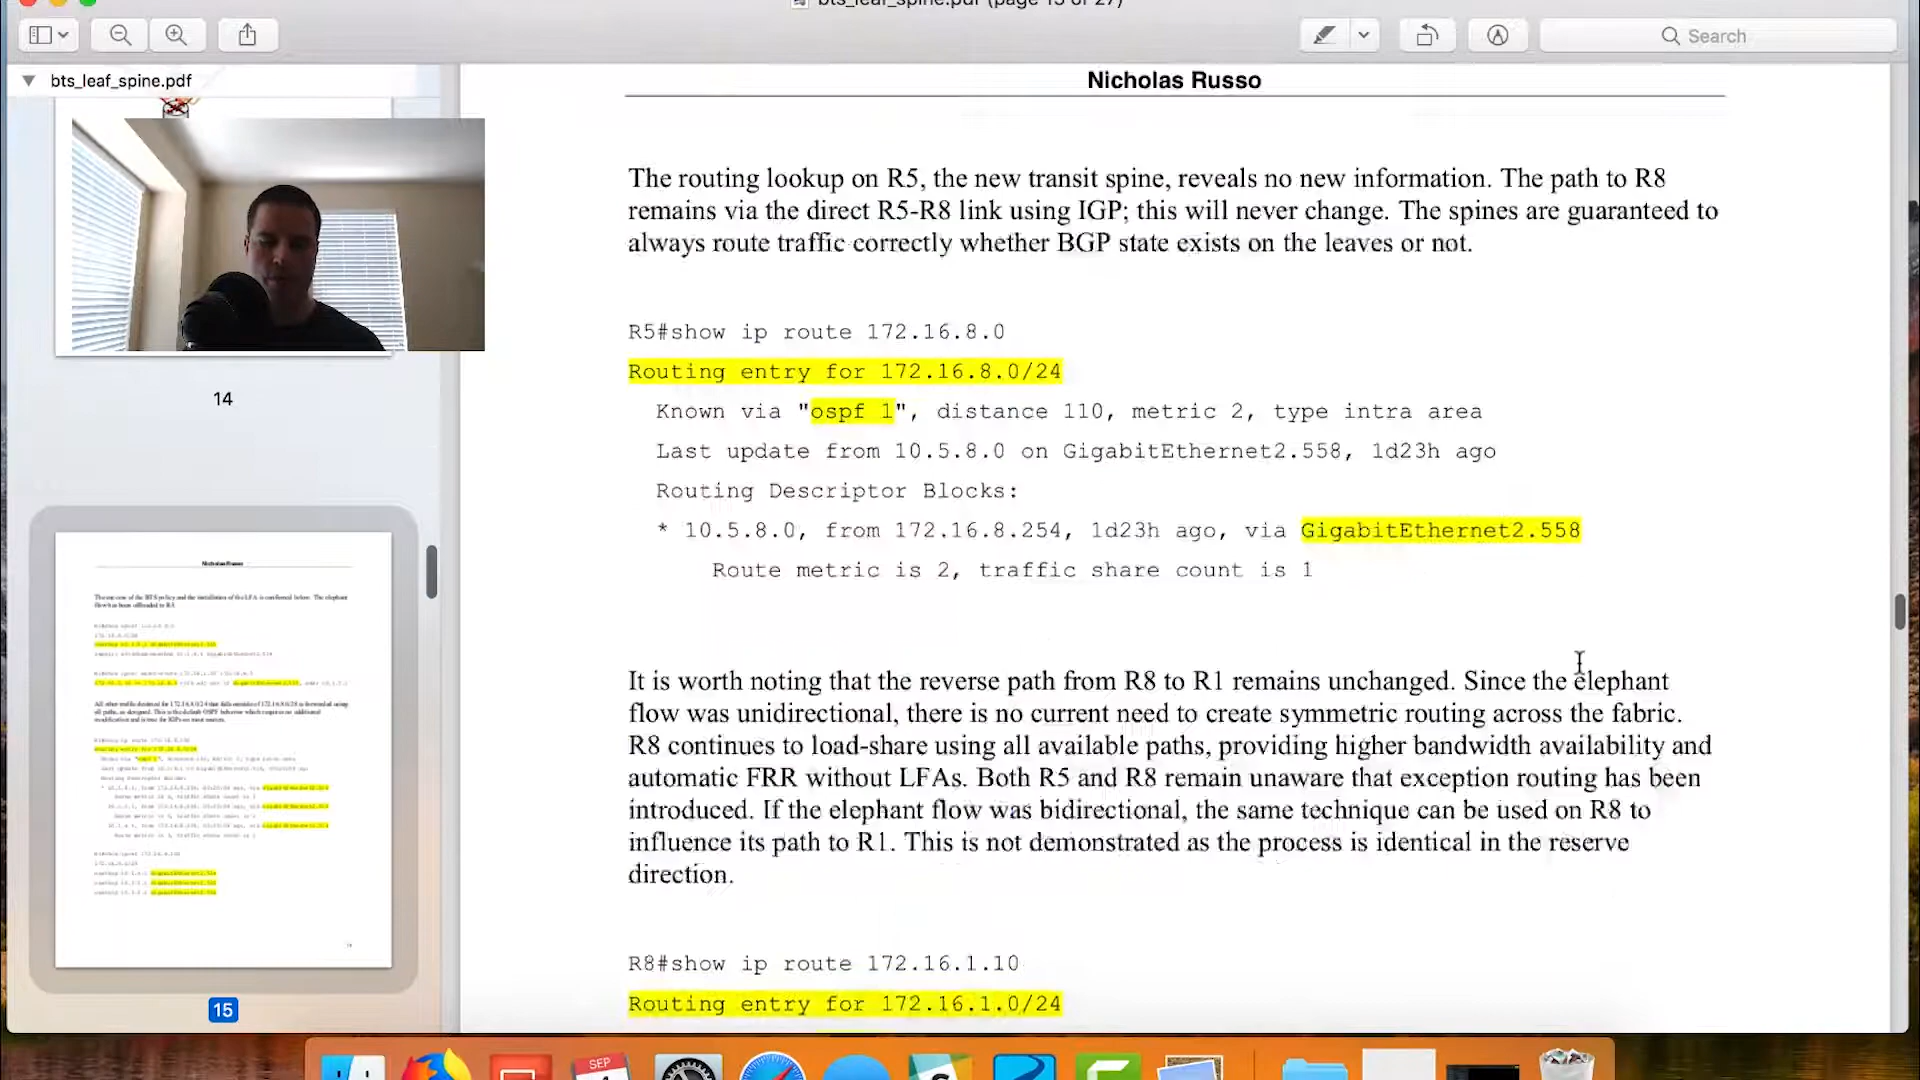 bts_leaf_spine.pdf (page 15 of 27)
Search
bts_leaf_spine.pdf
14
15
Nicholas Russo
The routing lookup on R5, the new transit spine, reveals no new information. The path to R8
remains via the direct R5-R8 link using IGP; this will never change. The spines are guaranteed to
always route traffic correctly whether BGP state exists on the leaves or not.
R5#show ip route 172.16.8.0
Routing entry for 172.16.8.0/24
Known via "ospf 1", distance 110, metric 2, type intra area
Last update from 10.5.8.0 on GigabitEthernet2.558, 1d23h ago
Routing Descriptor Blocks:
* 10.5.8.0, from 172.16.8.254, 1d23h ago, via GigabitEthernet2.558
Route metric is 2, traffic share count is 1
It is worth noting that the reverse path from R8 to R1 remains unchanged. Since the elephant
flow was unidirectional, there is no current need to create symmetric routing across the fabric.
R8 continues to load-share using all available paths, providing higher bandwidth availability and
automatic FRR without LFAs. Both R5 and R8 remain unaware that exception routing has been
introduced. If the elephant flow was bidirectional, the same technique can be used on R8 to
influence its path to R1. This is not demonstrated as the process is identical in the reserve
direction.
R8#show ip route 172.16.1.10
Routing entry for 172.16.1.0/24
SEP